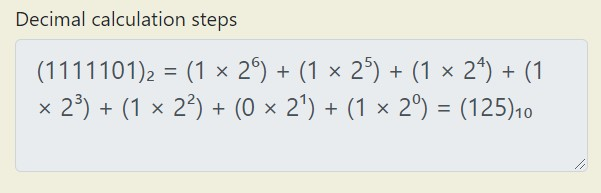 Decimal calculation steps
(1111101)₂ = (1 × 2⁶) + (1 × 2⁵) + (1 × 2⁴) + (1
× 2³) + (1 × 2²) + (0 × 2¹) + (1 × 2⁰) = (125)₁₀